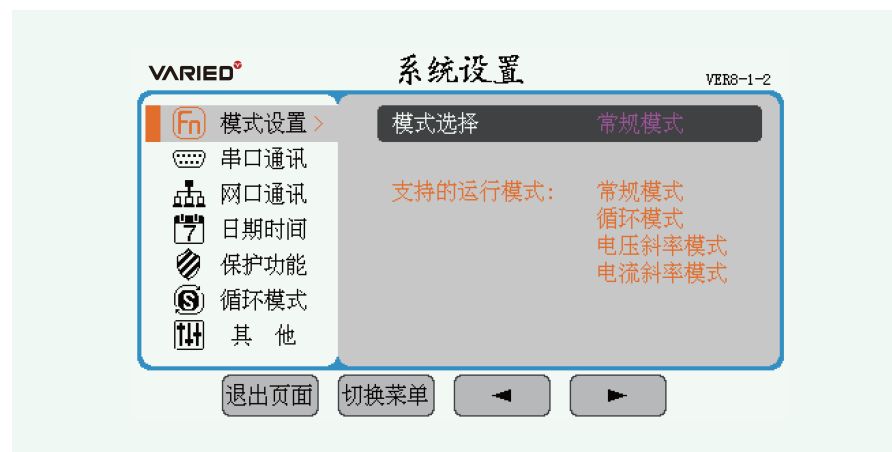 VARIED
系统设置
VER8-1-2
Fn 模式设置 >
串口通讯
网口通讯
7 日期时间
保护功能
S 循环模式
其 他
模式选择 常规模式
支持的运行模式: 常规模式
循环模式
电压斜率模式
电流斜率模式
退出页面 切换菜单 ◄ ►